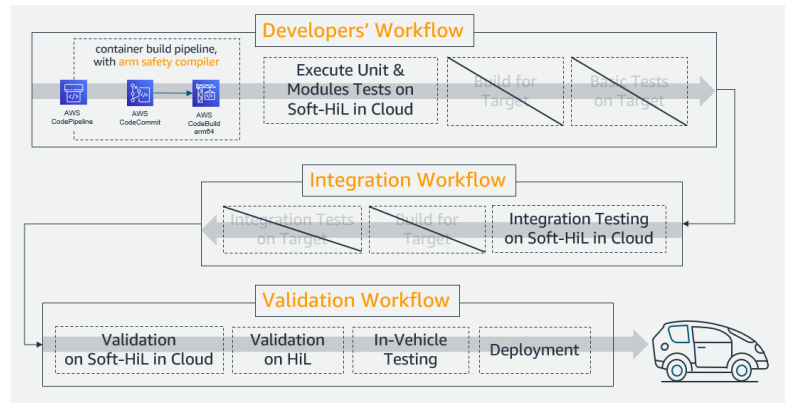 Developers' Workflow
container build pipeline,
with arm safety compiler
AWS
CodePipeline
AWS
CodeCommit
AWS
CodeBuild
arm64
Execute Unit &
Modules Tests on
Soft-HiL in Cloud
Build for
Target
Basic Tests
on Target
Integration Workflow
Integration Tests
on Target
Build for
Target
Integration Testing
on Soft-HiL in Cloud
Validation Workflow
Validation
on Soft-HiL in Cloud
Validation
on HiL
In-Vehicle
Testing
Deployment